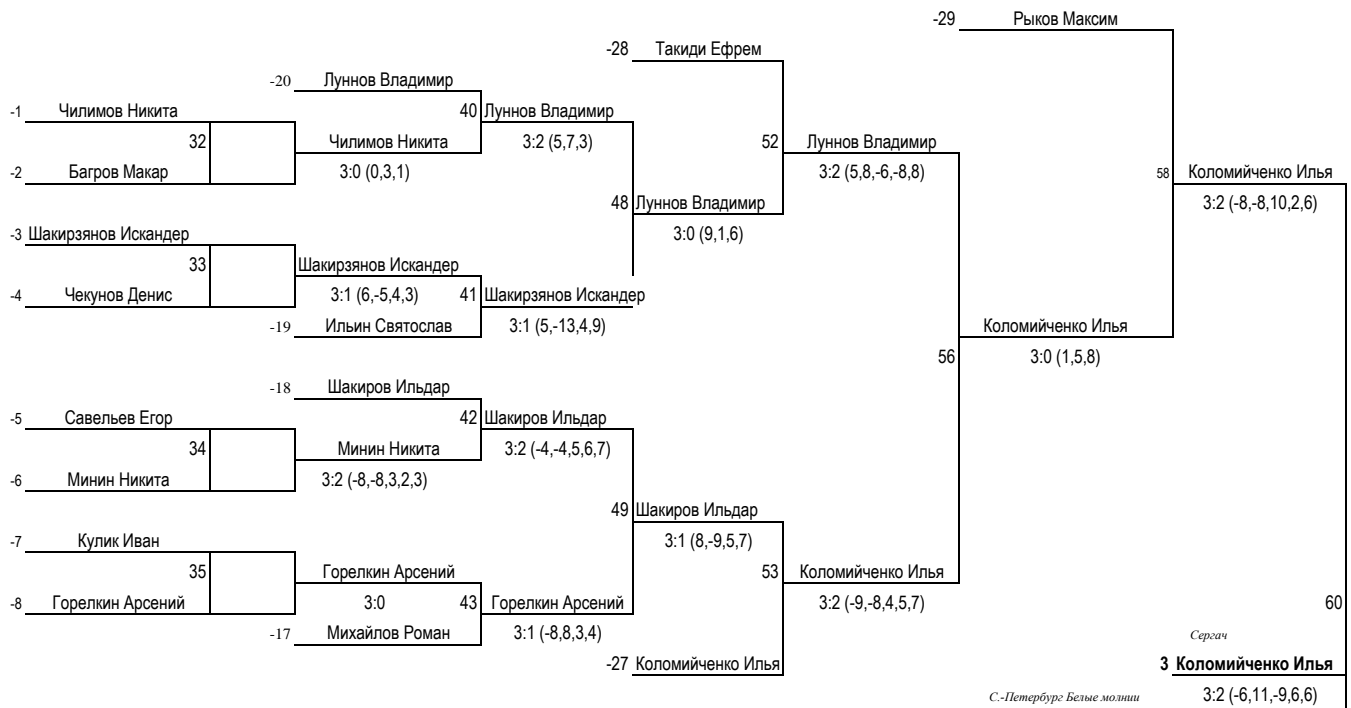 -29 Рыков Максим
-28 Такиди Ефрем
-20 Луннов Владимир
-1 Чилимов Никита
40 Луннов Владимир
32
Чилимов Никита
3:2 (5,7,3)
52
Луннов Владимир
-2 Багров Макар
3:0 (0,3,1)
3:2 (5,8,-6,-8,8)
58
Коломийченко Илья
48 Луннов Владимир
3:2 (-8,-8,10,2,6)
-3 Шакирзянов Искандер
3:0 (9,1,6)
33
Шакирзянов Искандер
-4 Чекунов Денис
3:1 (6,-5,4,3)
41 Шакирзянов Искандер
-19 Ильин Святослав
3:1 (5,-13,4,9)
Коломийченко Илья
56
3:0 (1,5,8)
-18 Шакиров Ильдар
-5 Савельев Егор
42 Шакиров Ильдар
34
Минин Никита
3:2 (-4,-4,5,6,7)
-6 Минин Никита
3:2 (-8,-8,3,2,3)
49 Шакиров Ильдар
-7 Кулик Иван
3:1 (8,-9,5,7)
35
Горелкин Арсений
53
Коломийченко Илья
-8 Горелкин Арсений
3:0
43 Горелкин Арсений
3:2 (-9,-8,4,5,7)
60
-17 Михайлов Роман
3:1 (-8,8,3,4)
Сергач
-27 Коломийченко Илья
3 Коломийченко Илья
С.-Петербург Белые молнии
3:2 (-6,11,-9,6,6)